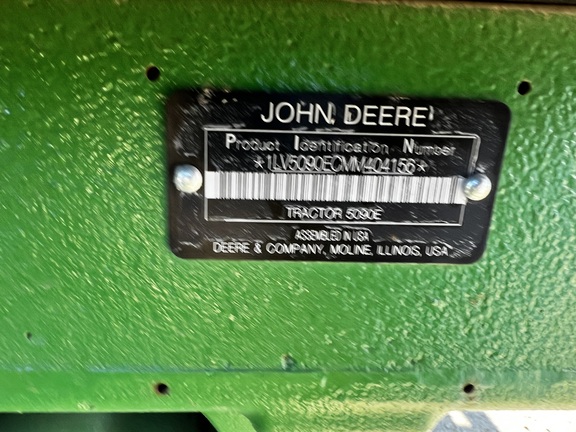 JOHN DEERE
Product Identification Number
*1LV5090ECMM404156*
TRACTOR 5090E
ASSEMBLED IN USA
DEERE & COMPANY, MOLINE, ILLINOIS, USA